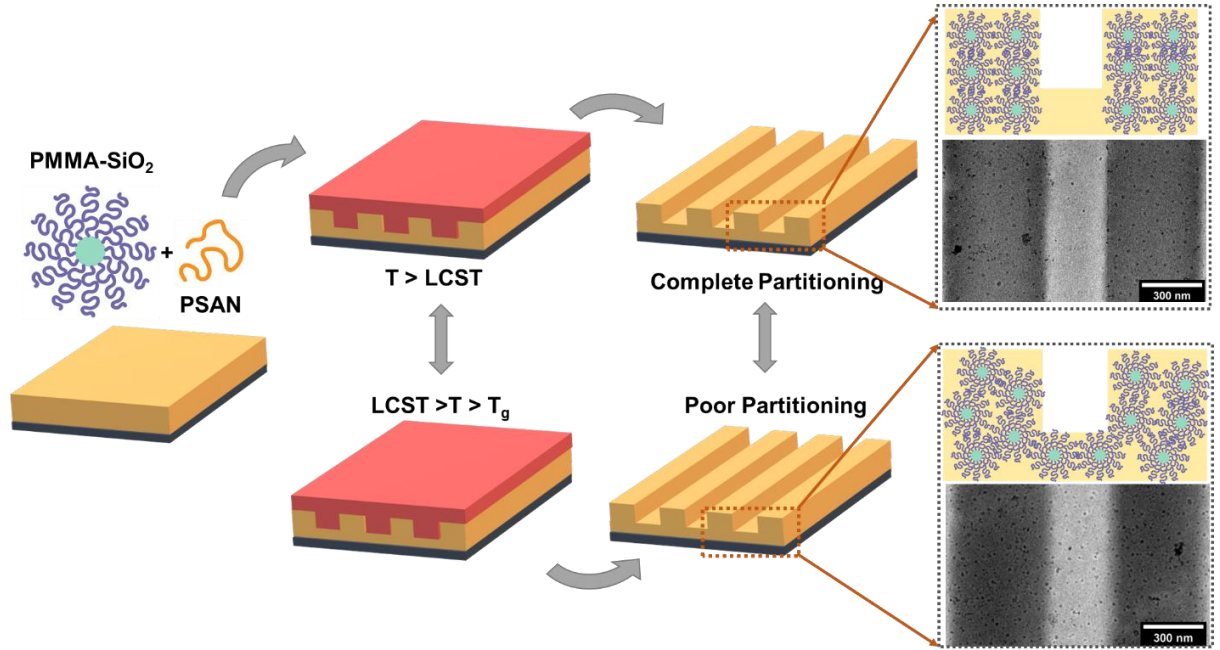 PMMA-SiO₂
+
PSAN
T > LCST
Complete Partitioning
300 nm
LCST >T > Tg
Poor Partitioning
300 nm